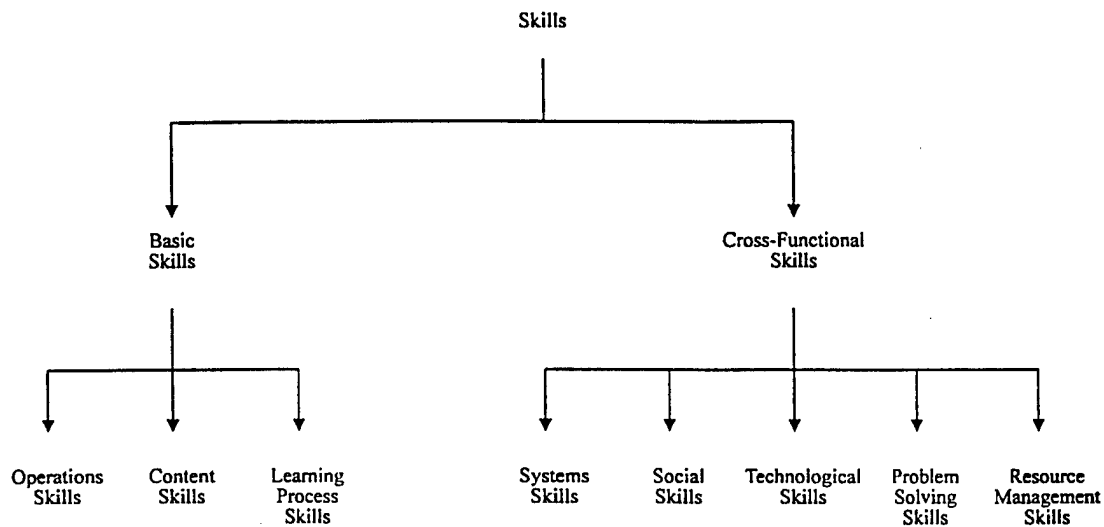 Skills
Basic
Skills
Cross-Functional
Skills
Operations
Skills
Content
Skills
Learning
Process
Skills
Systems
Skills
Social
Skills
Technological
Skills
Problem
Solving
Skills
Resource
Management
Skills